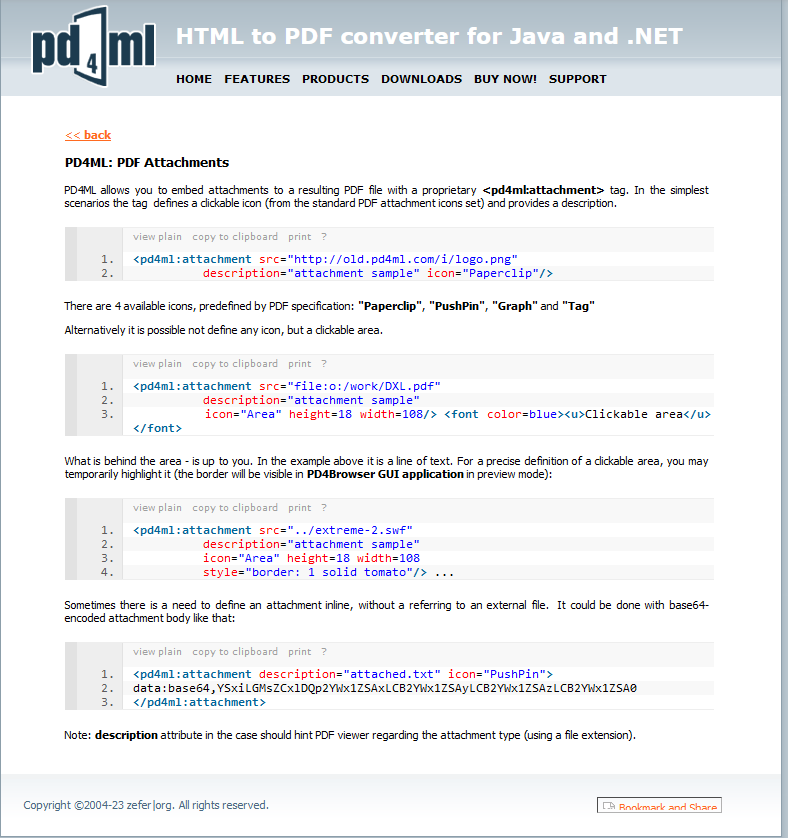 pd4ml
HTML to PDF converter for Java and .NET
HOME FEATURES PRODUCTS DOWNLOADS BUY NOW! SUPPORT
<< back
PD4ML: PDF Attachments
PD4ML allows you to embed attachments to a resulting PDF file with a proprietary <pd4ml:attachment> tag. In the simplest
scenarios the tag defines a clickable icon (from the standard PDF attachment icons set) and provides a description.
view plain copy to clipboard print ?
1. <pd4ml:attachment src="http://old.pd4ml.com/i/logo.png"
2. description="attachment sample" icon="Paperclip"/>
There are 4 available icons, predefined by PDF specification: "Paperclip", "PushPin", "Graph" and "Tag"
Alternatively it is possible not define any icon, but a clickable area.
view plain copy to clipboard print ?
1. <pd4ml:attachment src="file:o:/work/DXL.pdf"
2. description="attachment sample"
3. icon="Area" height=18 width=108/> <font color=blue><u>Clickable area</u>
</font>
What is behind the area - is up to you. In the example above it is a line of text. For a precise definition of a clickable area, you may
temporarily highlight it (the border will be visible in PD4Browser GUI application in preview mode):
view plain copy to clipboard print ?
1. <pd4ml:attachment src="../extreme-2.swf"
2. description="attachment sample"
3. icon="Area" height=18 width=108
4. style="border: 1 solid tomato"/> ...
Sometimes there is a need to define an attachment inline, without a referring to an external file. It could be done with base64-
encoded attachment body like that:
view plain copy to clipboard print ?
1. <pd4ml:attachment description="attached.txt" icon="PushPin">
2. data:base64,YSxiLGMsZCxlDQp2YWx1ZSAxLCB2YWx1ZSAyLCB2YWx1ZSAzLCB2YWx1ZSA0
3. </pd4ml:attachment>
Note: description attribute in the case should hint PDF viewer regarding the attachment type (using a file extension).
Copyright ©2004-23 zefer|org. All rights reserved.
Bookmark and Share